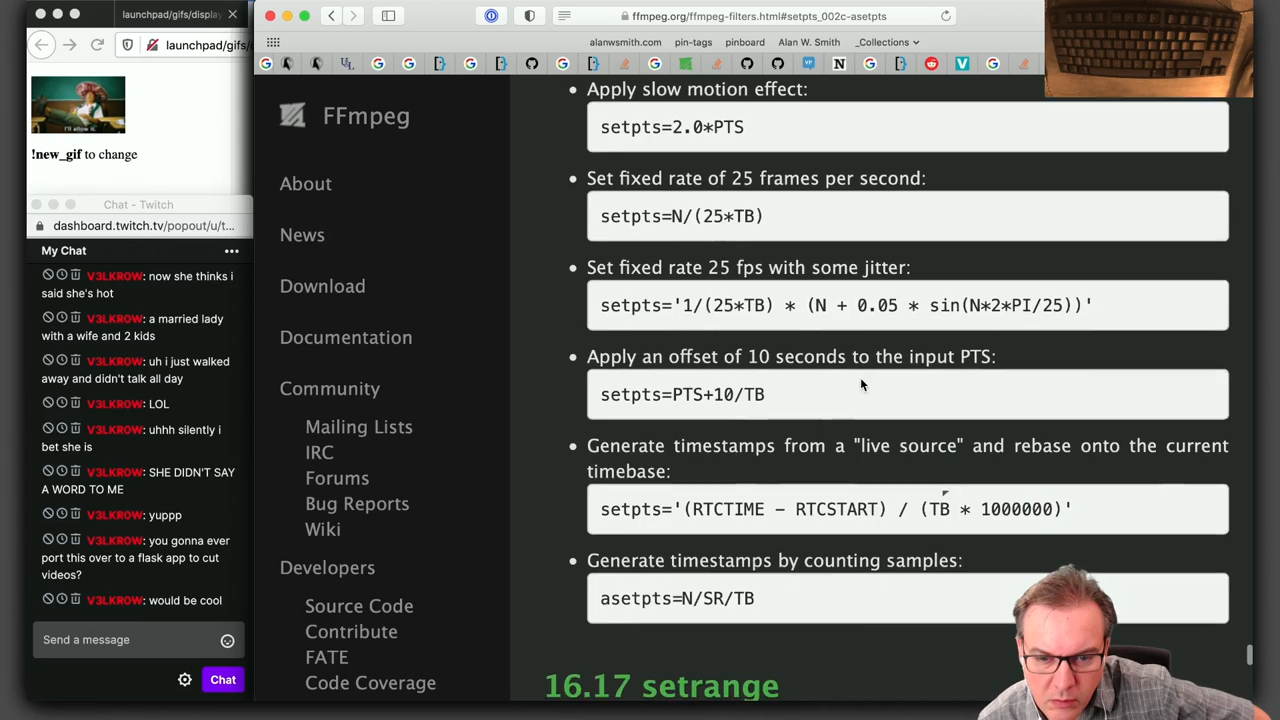 launchpad/gifs/display
launchpad/gifs/
I'll allow it.
!new_gif to change
Chat - Twitch
dashboard.twitch.tv/popout/u/t...
My Chat
V3LKROW: now she thinks i
said she's hot
V3LKROW: a married lady
with a wife and 2 kids
V3LKROW: uh i just walked
away and didn't talk all day
V3LKROW: LOL
V3LKROW: uhhh silently i
bet she is
V3LKROW: SHE DIDN'T SAY
A WORD TO ME
V3LKROW: yuppp
V3LKROW: you gonna ever
port this over to a flask app to cut
videos?
V3LKROW: would be cool
Send a message
Chat
ffmpeg.org/ffmpeg-filters.html#setpts_002c-asetpts
alanwsmith.com pin-tags pinboard Alan W. Smith _Collections
FFmpeg
About
News
Download
Documentation
Community
Mailing Lists
IRC
Forums
Bug Reports
Wiki
Developers
Source Code
Contribute
FATE
Code Coverage
• Apply slow motion effect:
setpts=2.0*PTS
• Set fixed rate of 25 frames per second:
setpts=N/(25*TB)
• Set fixed rate 25 fps with some jitter:
setpts='1/(25*TB) * (N + 0.05 * sin(N*2*PI/25))'
• Apply an offset of 10 seconds to the input PTS:
setpts=PTS+10/TB
• Generate timestamps from a "live source" and rebase onto the current
timebase:
setpts='(RTCTIME - RTCSTART) / (TB * 1000000)'
• Generate timestamps by counting samples:
asetpts=N/SR/TB
16.17 setrange